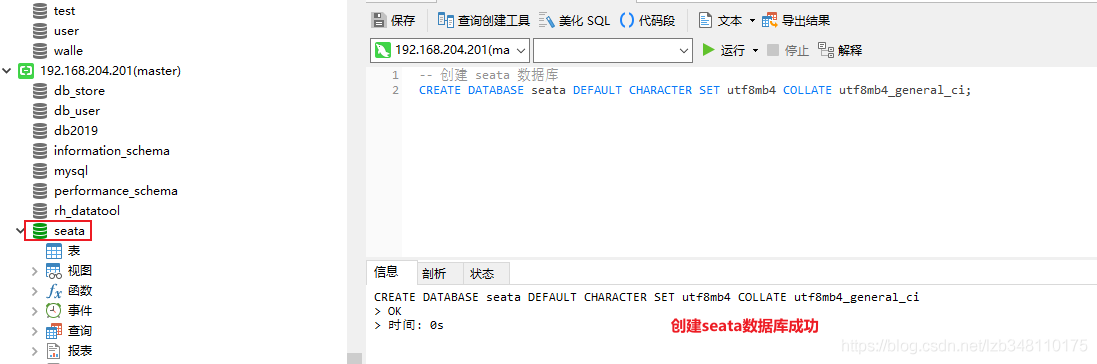 test
user
walle
192.168.204.201(master)
db_store
db_user
db2019
information_schema
mysql
performance_schema
rh_datatool
seata
表
视图
函数
事件
查询
报表
保存 查询创建工具 美化 SQL 代码段 文本 导出结果
192.168.204.201(ma 运行 停止 解释
1 -- 创建 seata 数据库
2 CREATE DATABASE seata DEFAULT CHARACTER SET utf8mb4 COLLATE utf8mb4_general_ci;
信息 剖析 状态
CREATE DATABASE seata DEFAULT CHARACTER SET utf8mb4 COLLATE utf8mb4_general_ci
> OK
> 时间: 0s
创建seata数据库成功
https://blog.csdn.net/lzb348110175